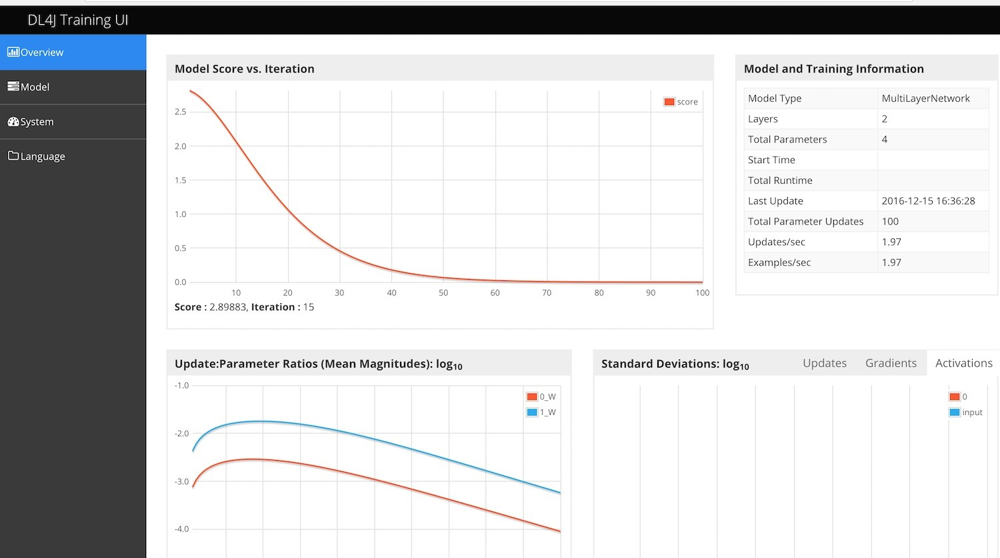 DL4J Training UI
Overview
Model
System
Language
Model Score vs. Iteration
score
2.5
2.0
1.5
1.0
0.5
0.0
10 20 30 40 50 60 70 80 90 100
Score : 2.89883, Iteration : 15
Model and Training Information
Model Type MultiLayerNetwork
Layers 2
Total Parameters 4
Start Time
Total Runtime
Last Update 2016-12-15 16:36:28
Total Parameter Updates 100
Updates/sec 1.97
Examples/sec 1.97
Update:Parameter Ratios (Mean Magnitudes): log10
-1.0
0_W
1_W
-2.0
-3.0
-4.0
Standard Deviations: log10 Updates Gradients Activations
0
input